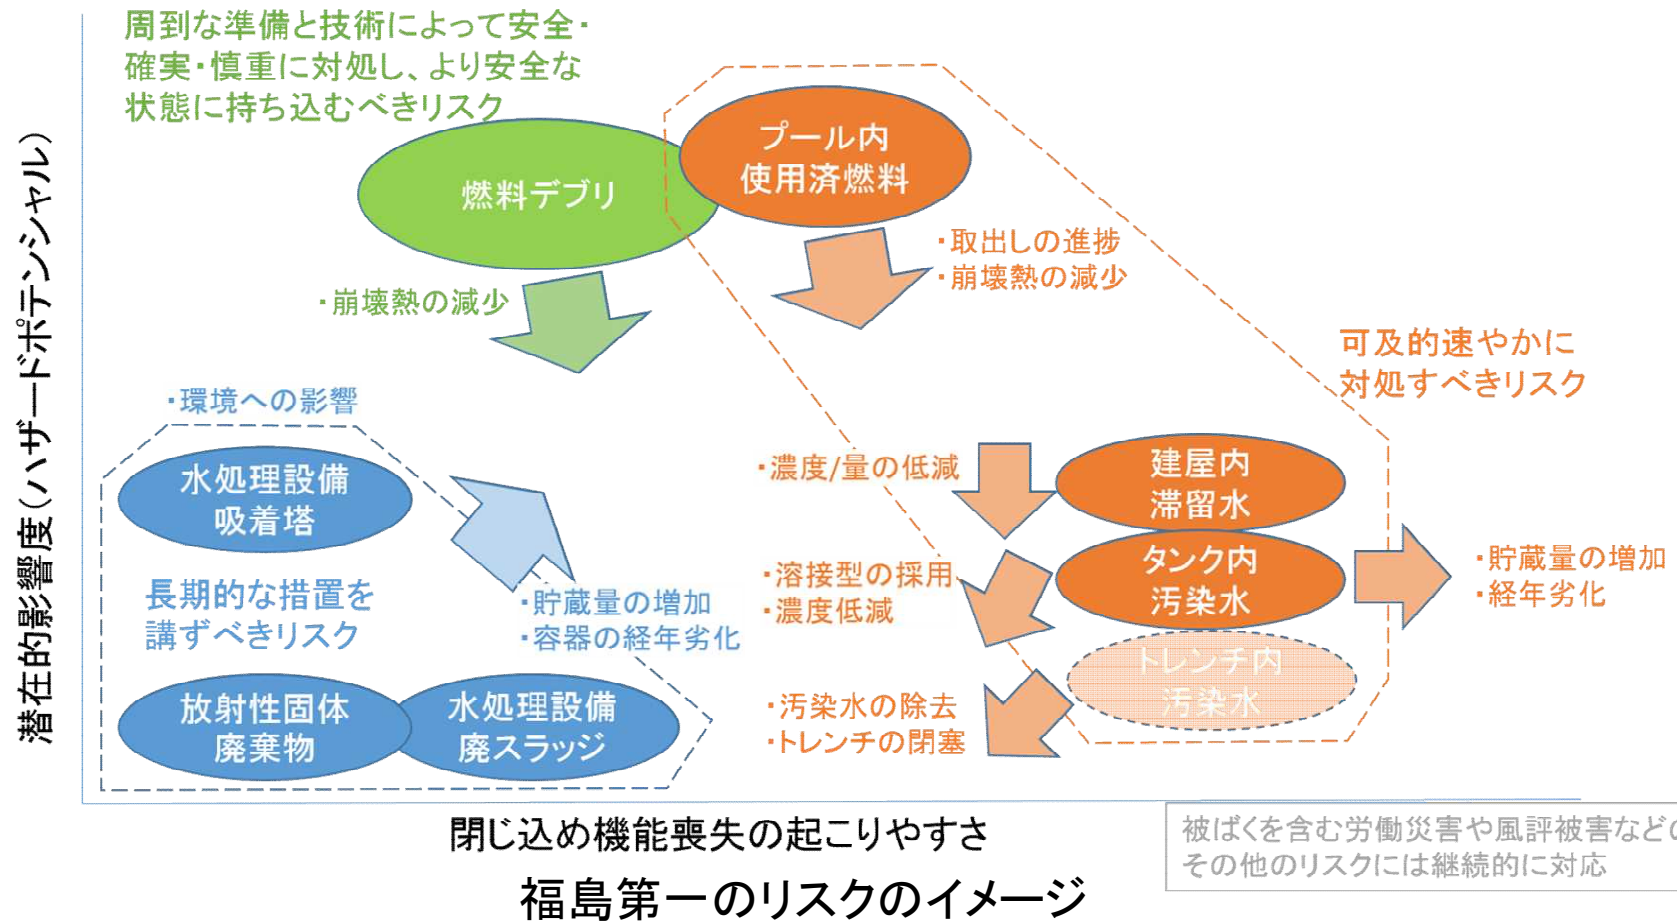 周到な準備と技術によって安全・
確実・慎重に対処し、より安全な
状態に持ち込むべきリスク
プール内
使用済燃料
燃料デブリ
・取出しの進捗
・崩壊熱の減少
・崩壊熱の減少
可及的速やかに
対処すべきリスク
・環境への影響
水処理設備
吸着塔
・濃度/量の低減
建屋内
滞留水
長期的な措置を
講ずべきリスク
・貯蔵量の増加
・容器の経年劣化
・溶接型の採用
・濃度低減
タンク内
汚染水
・貯蔵量の増加
・経年劣化
トレンチ内
汚染水
放射性固体
廃棄物
水処理設備
廃スラッジ
・汚染水の除去
・トレンチの閉塞
潜在的影響度(ハザードポテンシャル)
閉じ込め機能喪失の起こりやすさ
被ばくを含む労働災害や風評被害などの
その他のリスクには継続的に対応
福島第一のリスクのイメージ